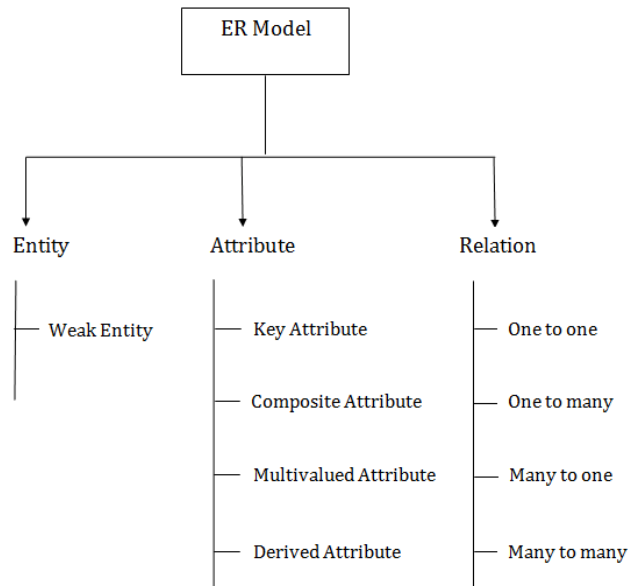 ER Model
Entity
Attribute
Relation
Weak Entity
Key Attribute
One to one
Composite Attribute
One to many
Multivalued Attribute
Many to one
Derived Attribute
Many to many